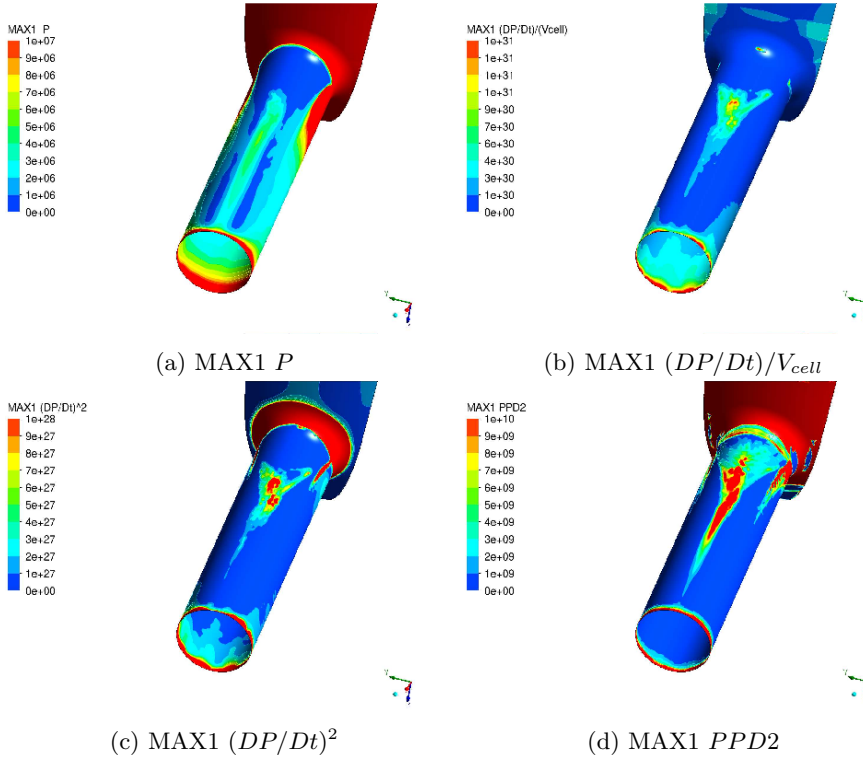 MAX1 P
1e+07
9e+06
8e+06
7e+06
6e+06
5e+06
4e+06
3e+06
2e+06
1e+06
0e+00
(a) MAX1 P
MAX1 (DP/Dt)/(Vcell)
1e+31
1e+31
1e+31
9e+30
7e+30
6e+30
5e+30
4e+30
3e+30
1e+30
0e+00
(b) MAX1 (DP/Dt)/V_cell
MAX1 (DP/Dt)^2
1e+28
9e+27
8e+27
7e+27
6e+27
5e+27
4e+27
3e+27
2e+27
1e+27
0e+00
(c) MAX1 (DP/Dt)²
MAX1 PPD2
1e+10
9e+09
8e+09
7e+09
6e+09
5e+09
4e+09
3e+09
2e+09
1e+09
0e+00
(d) MAX1 PPD2